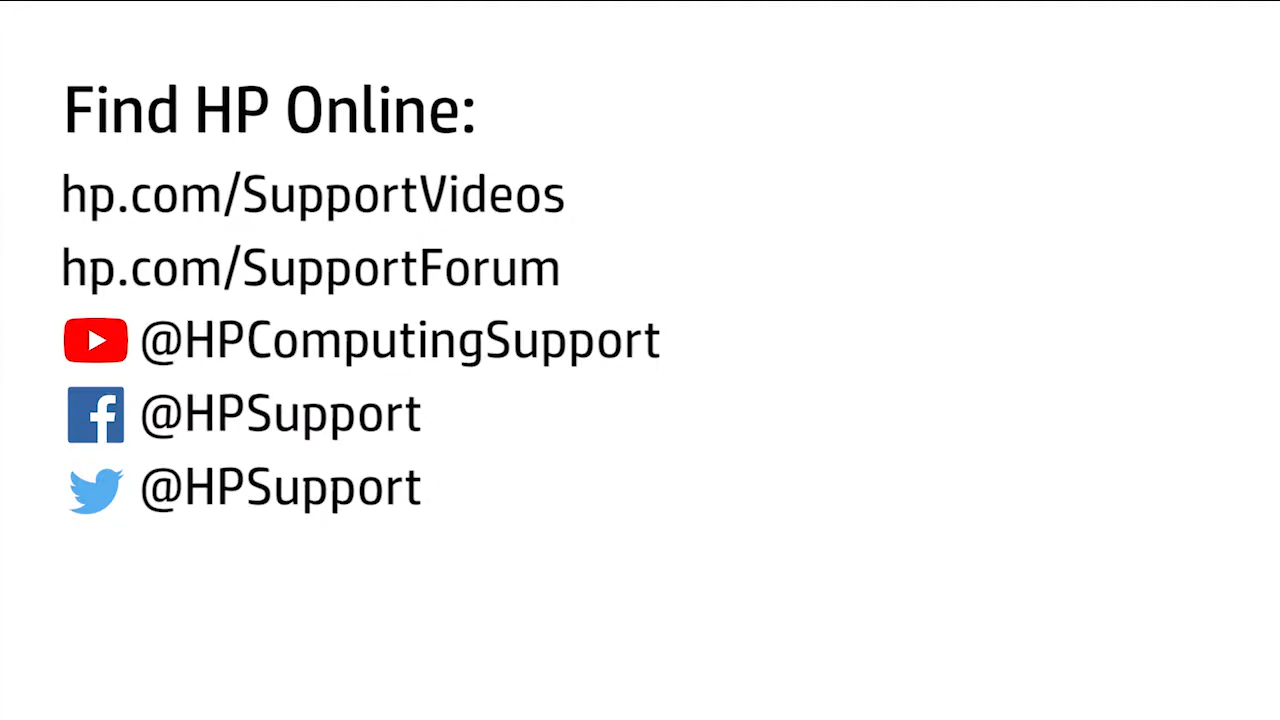 Find HP Online:
hp.com/SupportVideos
hp.com/SupportForum
@HPComputingSupport
@HPSupport
@HPSupport